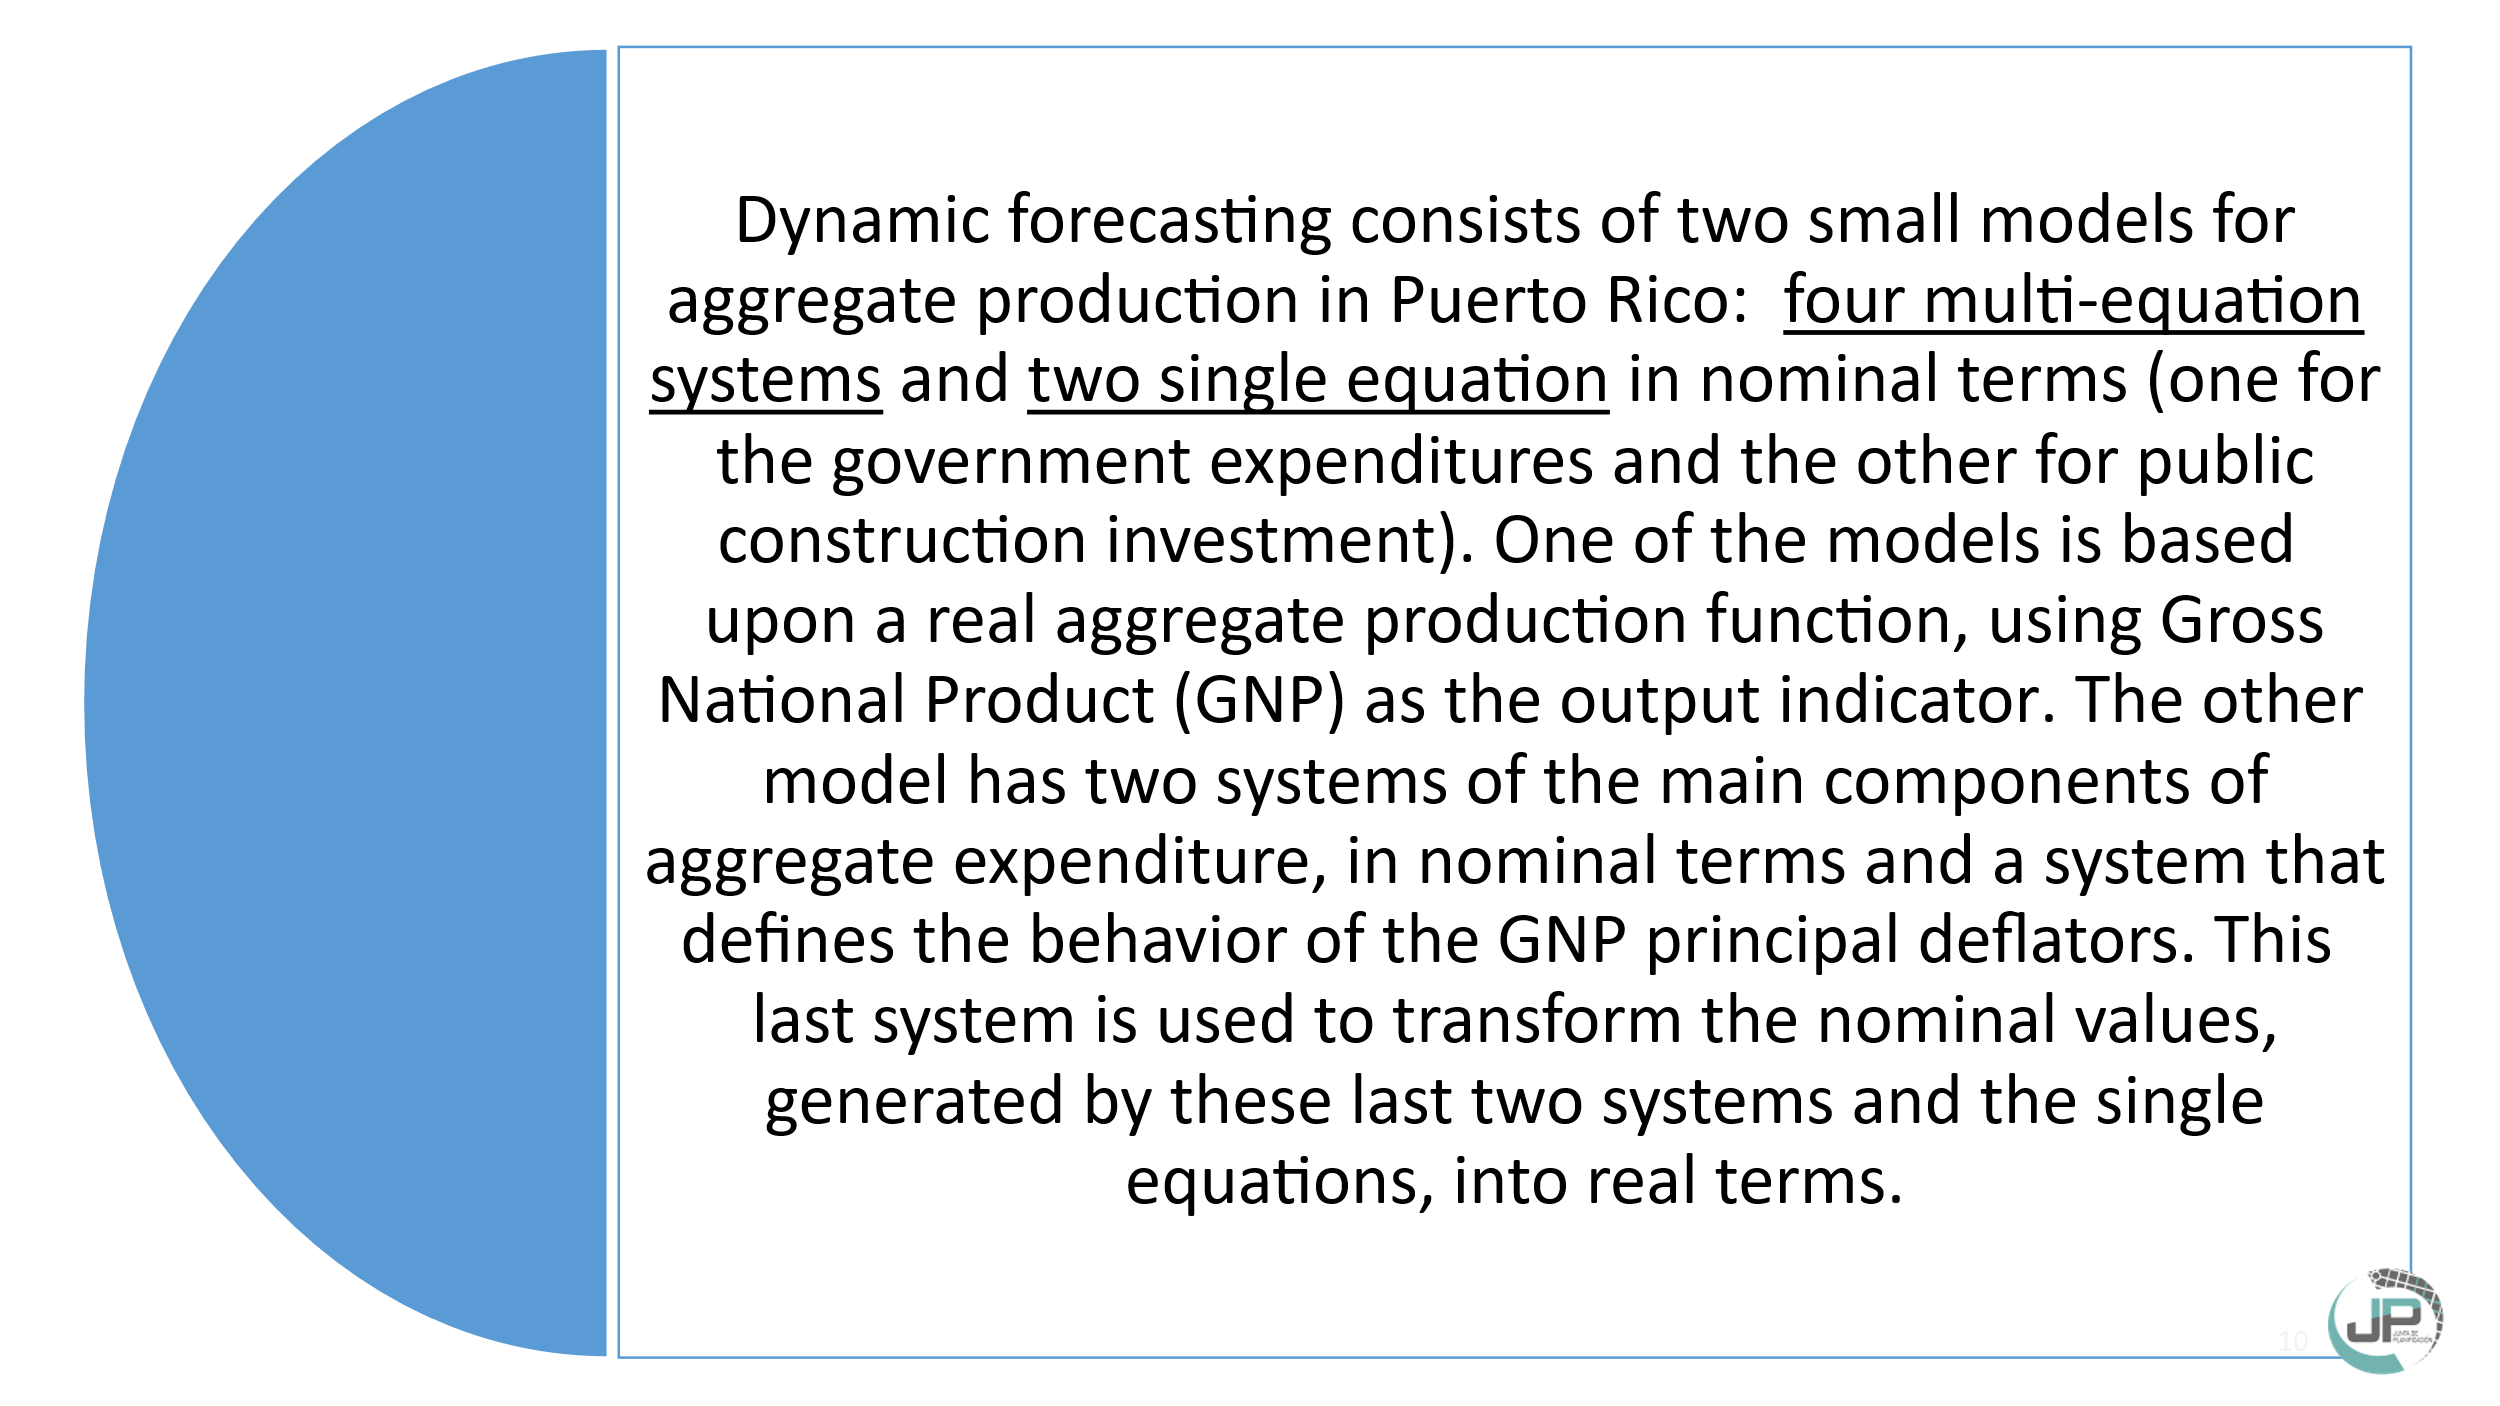 Dynamic forecasting consists of two small models for
aggregate production in Puerto Rico:  four multi-equation
systems and two single equation in nominal terms (one for
the government expenditures and the other for public
construction investment). One of the models is based
upon a real aggregate production function, using Gross
National Product (GNP) as the output indicator. The other
model has two systems of the main components of
aggregate expenditure, in nominal terms and a system that
defines the behavior of the GNP principal deflators. This
last system is used to transform the nominal values,
generated by these last two systems and the single
equations, into real terms.
10
JP
JUNTA DE
PLANIFICACIÓN